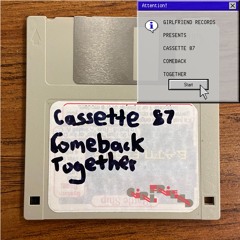 Attention!
GIRLFRIEND RECORDS
PRESENTS
CASSETTE 87
COMEBACK
TOGETHER
Start
Cassette 87
Comeback
Together